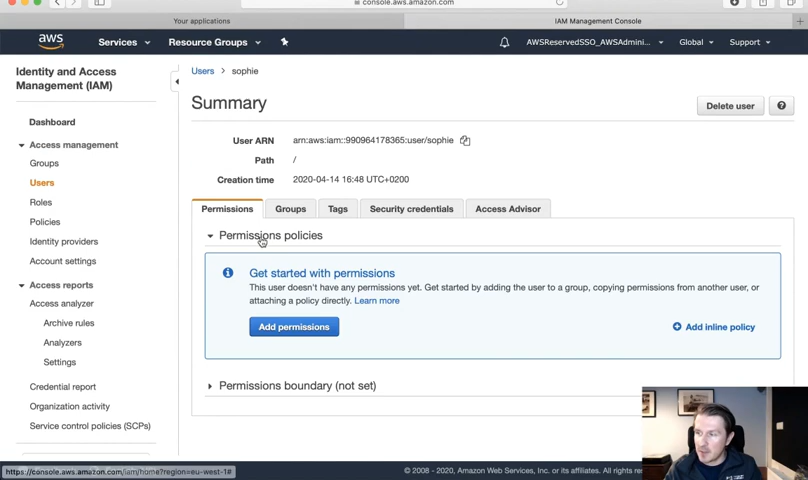 console.aws.amazon.com
Your permissions
IAM Management Console
aws
Services
Resource Groups
AWSReservedSSO_AWSAdmini...
Global
Support
Identity and Access
Management (IAM)
Dashboard
Access management
Groups
Users
Roles
Policies
Identity providers
Account settings
Access reports
Access analyzer
Archive rules
Analyzers
Settings
Credential report
Organization activity
Service control policies (SCPs)
https://console.aws.amazon.com/iam/home?region=eu-west-1#
Users
sophie
Summary
Delete user
User ARN
arn:aws:iam::990964178365:user/sophie
Path
/
Creation time
2020-04-14 16:48 UTC+0200
Permissions
Groups
Tags
Security credentials
Access Advisor
Permissions policies
Get started with permissions
This user doesn't have any permissions yet. Get started by adding the user to a group, copying permissions from another user, or
attaching a policy directly. Learn more
Add permissions
Add inline policy
Permissions boundary (not set)
© 2008 - 2020, Amazon Web Services, Inc. or its affiliates. All rights